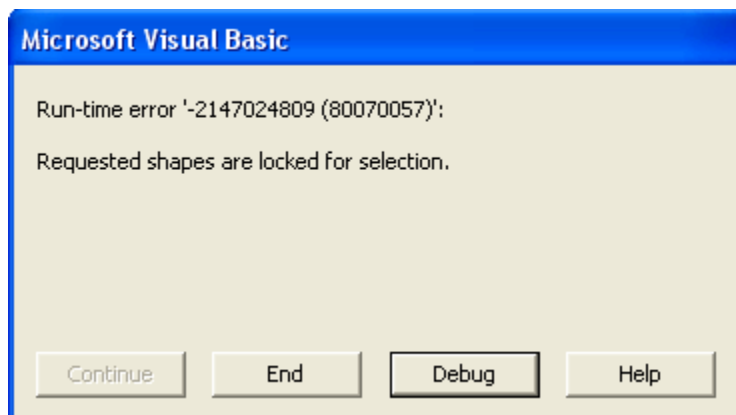 Microsoft Visual Basic
Run-time error '-2147024809 (80070057)':
Requested shapes are locked for selection.
Continue End Debug Help